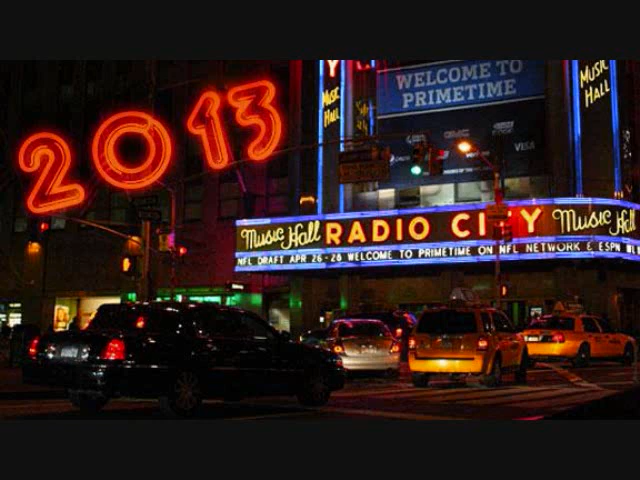 2013
WELCOME TO
PRIMETIME
Music
Hall
Music
Hall
VISA
Music Hall RADIO CITY Music Hall
NFL DRAFT APR 26-28 WELCOME TO PRIMETIME ON NFL NETWORK & ESPN